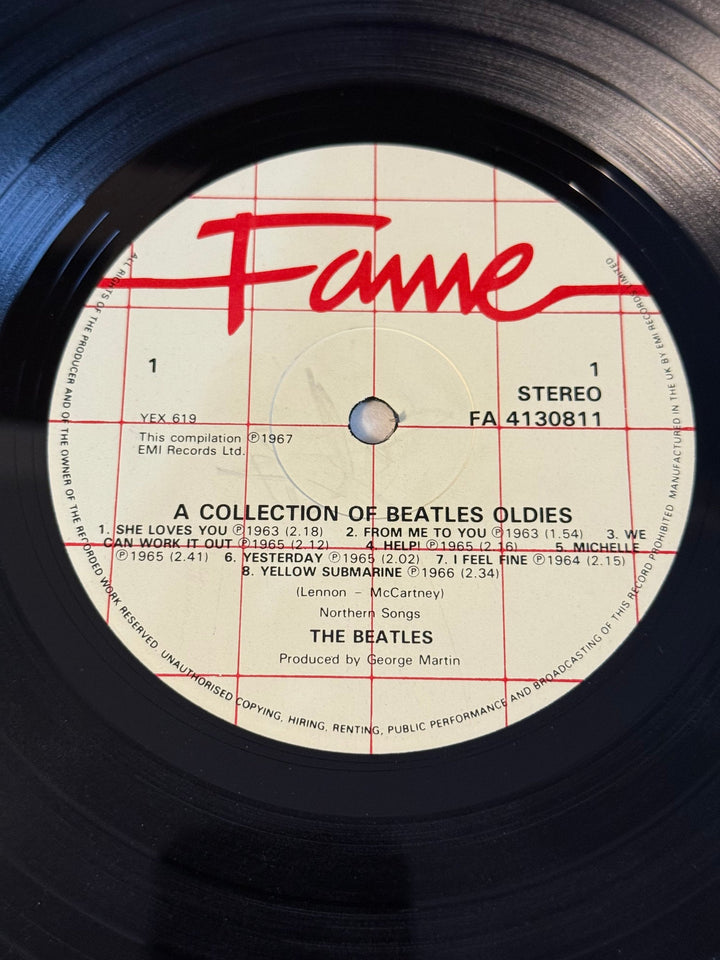 Fame
1
1
STEREO
YEX 619
FA 4130811
This compilation ℗1967
EMI Records Ltd.
A COLLECTION OF BEATLES OLDIES
1. SHE LOVES YOU ℗1963 (2.18) 2. FROM ME TO YOU ℗1963 (1.54) 3. WE
CAN WORK IT OUT ℗1965 (2.12) 4. HELP! ℗1965 (2.16) 5. MICHELLE
℗1965 (2.41) 6. YESTERDAY ℗1965 (2.02) 7. I FEEL FINE ℗1964 (2.15)
8. YELLOW SUBMARINE ℗1966 (2.34)
(Lennon – McCartney)
Northern Songs
THE BEATLES
Produced by George Martin
ALL RIGHTS OF THE PRODUCER AND OF THE OWNER OF THE RECORDED WORK RESERVED. UNAUTHORISED COPYING, HIRING, RENTING, PUBLIC PERFORMANCE AND BROADCASTING OF THIS RECORD PROHIBITED MANUFACTURED IN THE UK BY EMI RECORDS LIMITED